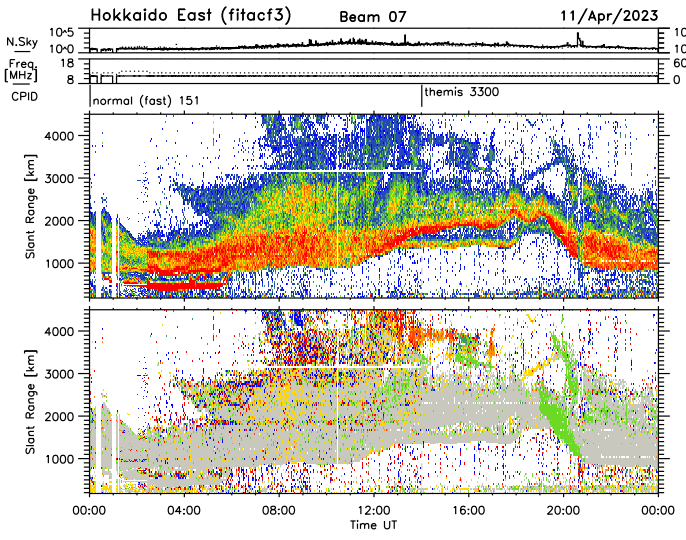 Hokkaido East (fitacf3) Beam 07 11/Apr/2023
N.Sky 10^5 10^0 10 10
Freq. [MHz] 18 8 60 0
CPID normal (fast) 151 themis 3300
Slant Range [km] 4000 3000 2000 1000
Slant Range [km] 4000 3000 2000 1000
00:00 04:00 08:00 12:00 16:00 20:00 00:00
Time UT